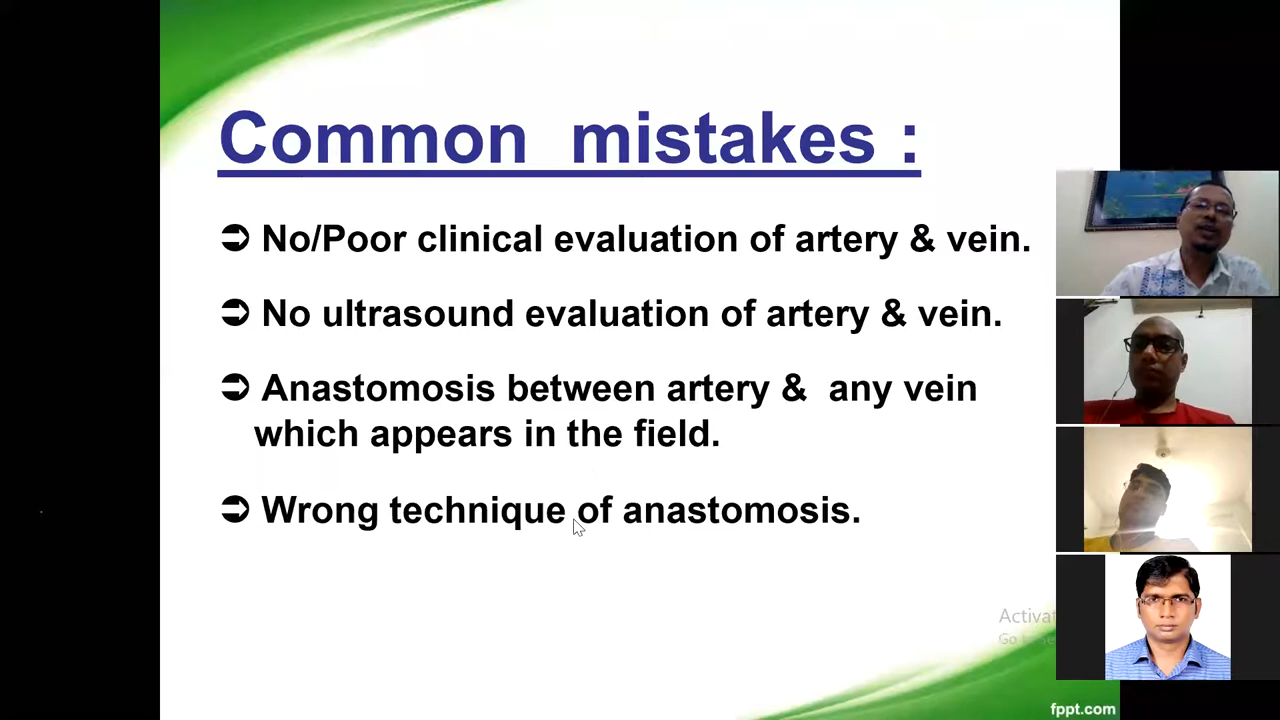 Common mistakes :
➲ No/Poor clinical evaluation of artery & vein.
➲ No ultrasound evaluation of artery & vein.
➲ Anastomosis between artery & any vein
which appears in the field.
➲ Wrong technique of anastomosis.
Activat
Go to
fppt.com